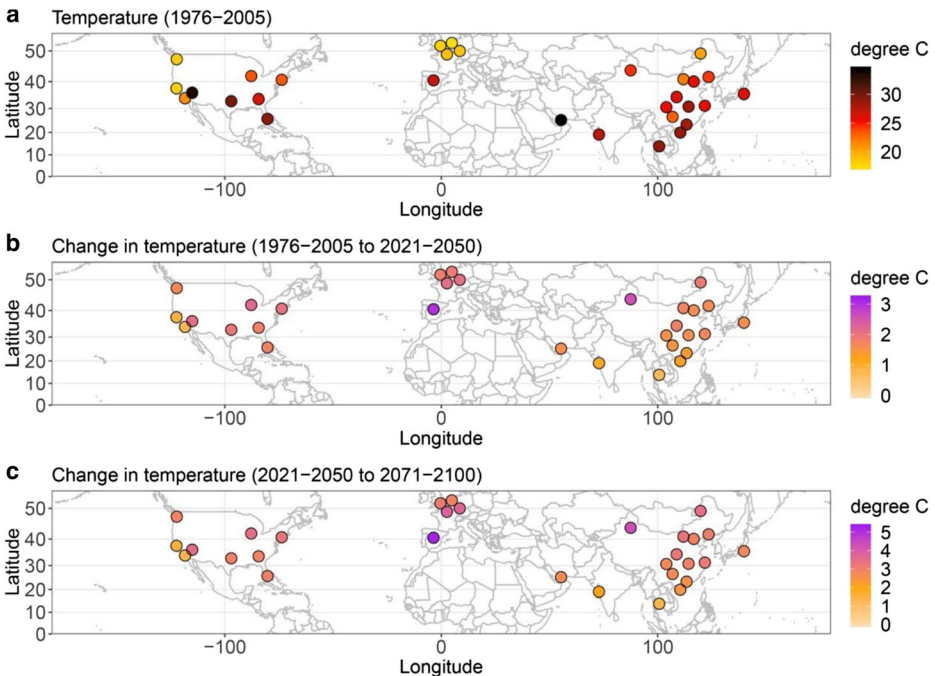 a
Temperature (1976−2005)
50
40
30
20
10
0
Latitude
−100
0
100
Longitude
degree C
30
25
20
b
Change in temperature (1976−2005 to 2021−2050)
50
40
30
20
10
0
Latitude
−100
0
100
Longitude
degree C
3
2
1
0
c
Change in temperature (2021−2050 to 2071−2100)
50
40
30
20
10
0
Latitude
−100
0
100
Longitude
degree C
5
4
3
2
1
0